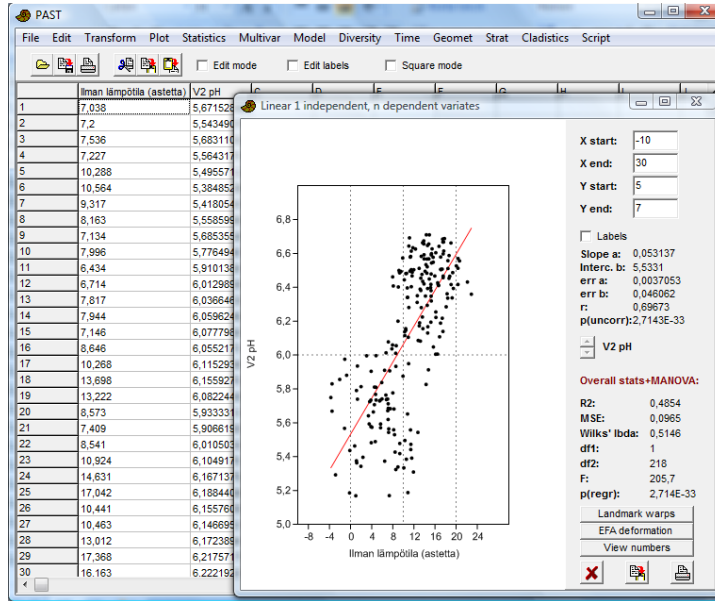 PAST
File Edit Transform Plot Statistics Multivar Model Diversity Time Geomet Strat Cladistics Script
Edit mode Edit labels Square mode
Ilman lämpötila (astetta) V2 pH
1 7,038 5,671528
2 7,2 5,543490
3 7,536 5,683110
4 7,227 5,564317
5 10,288 5,495571
6 10,564 5,384852
7 9,317 5,418054
8 8,163 5,558599
9 7,134 5,685355
10 7,996 5,776494
11 6,434 5,910138
12 6,714 6,012989
13 7,817 6,036646
14 7,944 6,059624
15 7,146 6,077798
16 8,646 6,055217
17 10,268 6,115293
18 13,698 6,155927
19 13,222 6,082244
20 8,573 5,933331
21 7,409 5,906619
22 8,541 6,010503
23 10,924 6,104917
24 14,631 6,167137
25 17,042 6,188440
26 10,441 6,155760
27 10,463 6,146695
28 13,012 6,172389
29 17,368 6,217571
30 16,163 6,222192
Linear 1 independent, n dependent variates
X start: -10
X end: 30
Y start: 5
Y end: 7
Labels
Slope a: 0,053137
Interc. b: 5,5331
err a: 0,0037053
err b: 0,046062
r: 0,69673
p(uncorr): 2,7143E-33
V2 pH
Overall stats+MANOVA:
R2: 0,4854
MSE: 0,0965
Wilks' lbda: 0,5146
df1: 1
df2: 218
F: 205,7
p(regr): 2,714E-33
Landmark warps
EFA deformation
View numbers
6,8
6,6
6,4
6,2
6,0
5,8
5,6
5,4
5,2
5,0
V2 pH
-8 -4 0 4 8 12 16 20 24
Ilman lämpötila (astetta)